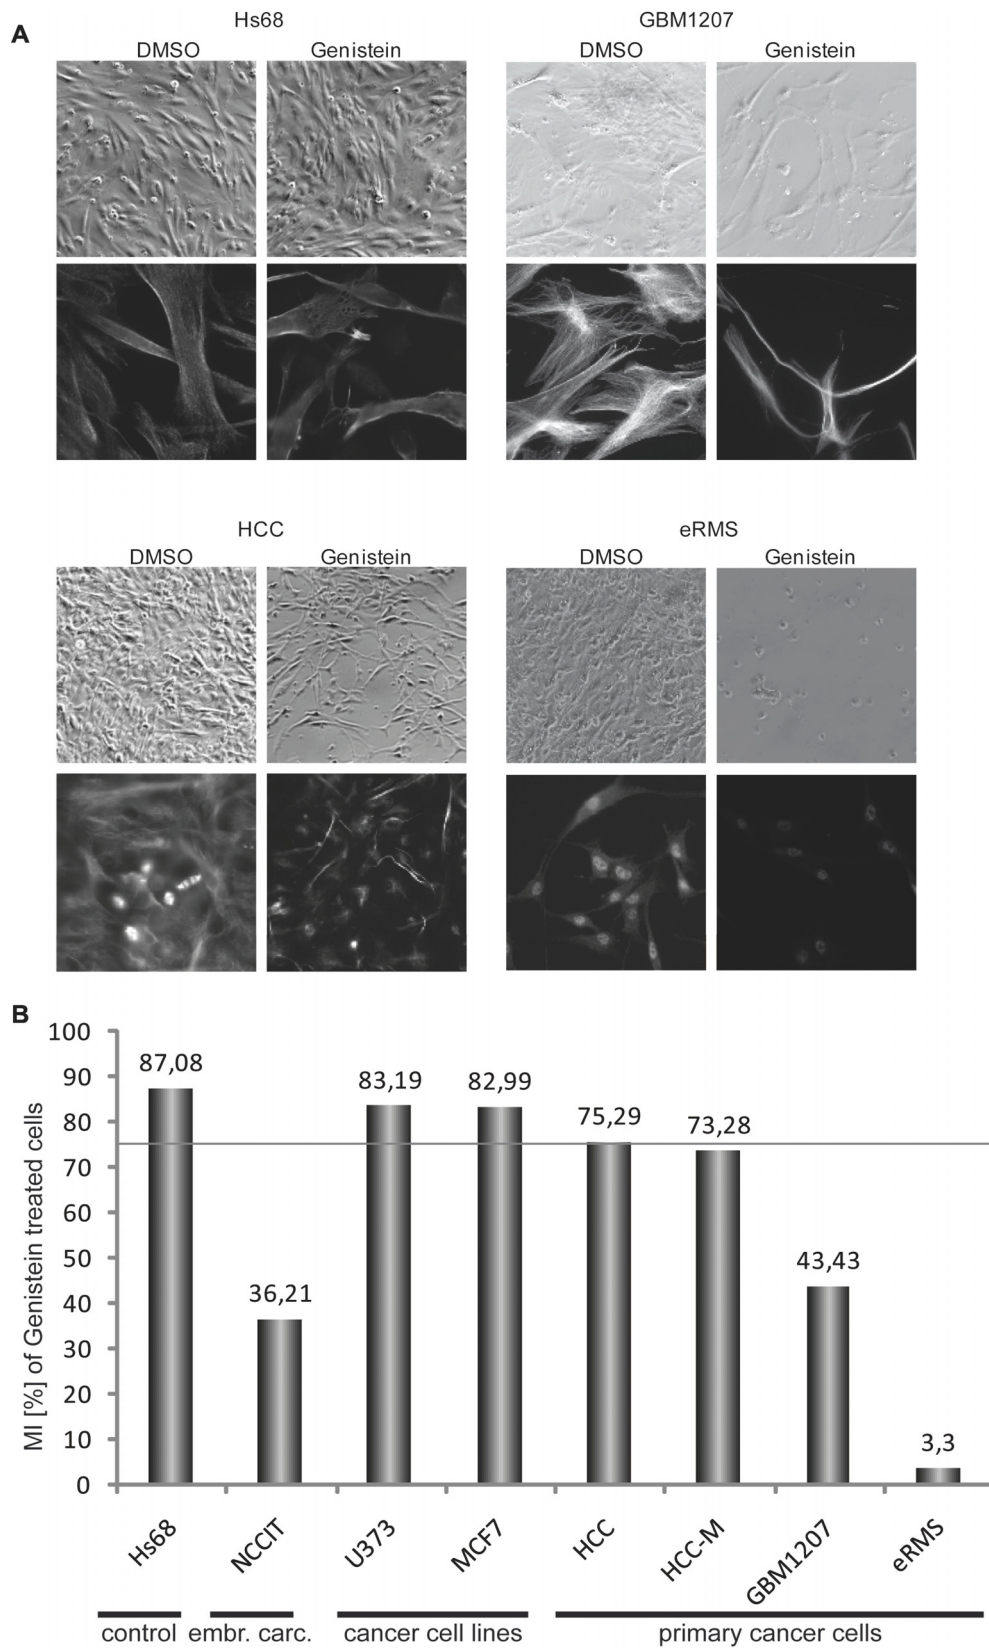 A
Hs68
GBM1207
DMSO
Genistein
DMSO
Genistein
HCC
eRMS
DMSO
Genistein
DMSO
Genistein
B
MI [%] of Genistein treated cells
100
90
80
70
60
50
40
30
20
10
0
87,08
36,21
83,19
82,99
75,29
73,28
43,43
3,3
Hs68
NCCIT
U373
MCF7
HCC
HCC-M
GBM1207
eRMS
control
embr. carc.
cancer cell lines
primary cancer cells